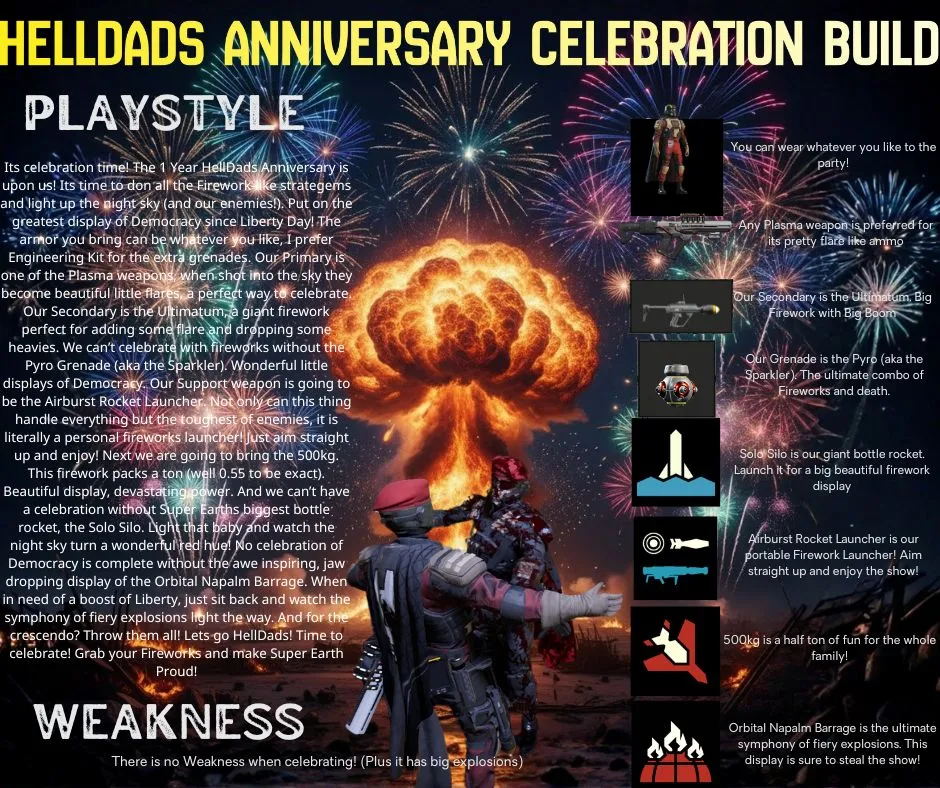 HELLDADS ANNIVERSARY CELEBRATION BUILD
PLAYSTYLE
Its celebration time! The 1 Year HellDads Anniversary is
upon us! Its time to don all the Firework-like strategems
and light up the night sky (and our enemies!). Put on the
greatest display of Democracy since Liberty Day! The
armor you bring can be whatever you like, I prefer
Engineering Kit for the extra grenades. Our Primary is
one of the Plasma weapons, when shot into the sky they
become beautiful little flares, a perfect way to celebrate.
Our Secondary is the Ultimatum, a giant firework
perfect for adding some flare and dropping some
heavies. We can't celebrate with fireworks without the
Pyro Grenade (aka the Sparkler). Wonderful little
displays of Democracy. Our Support weapon is going to
be the Airburst Rocket Launcher. Not only can this thing
handle everything but the toughest of enemies, it is
literally a personal fireworks launcher! Just aim straight
up and enjoy! Next we are going to bring the 500kg.
This firework packs a ton (well 0.55 to be exact).
Beautiful display, devastating power. And we can't have
a celebration without Super Earths biggest bottle
rocket, the Solo Silo. Light that baby and watch the
night sky turn a wonderful red hue! No celebration of
Democracy is complete without the awe inspiring, jaw
dropping display of the Orbital Napalm Barrage. When
in need of a boost of Liberty, just sit back and watch the
symphony of fiery explosions light the way. And for the
crescendo? Throw them all! Lets go HellDads! Time to
celebrate! Grab your Fireworks and make Super Earth
Proud!
WEAKNESS
There is no Weakness when celebrating! (Plus it has big explosions)
You can wear whatever you like to the
party!
Any Plasma weapon is preferred for
its pretty flare like ammo
Our Secondary is the Ultimatum. Big
Firework with Big Boom
Our Grenade is the Pyro (aka the
Sparkler). The ultimate combo of
Fireworks and death.
Solo Silo is our giant bottle rocket.
Launch it for a big beautiful firework
display
Airburst Rocket Launcher is our
portable Firework Launcher! Aim
straight up and enjoy the show!
500kg is a half ton of fun for the whole
family!
Orbital Napalm Barrage is the ultimate
symphony of fiery explosions. This
display is sure to steal the show!